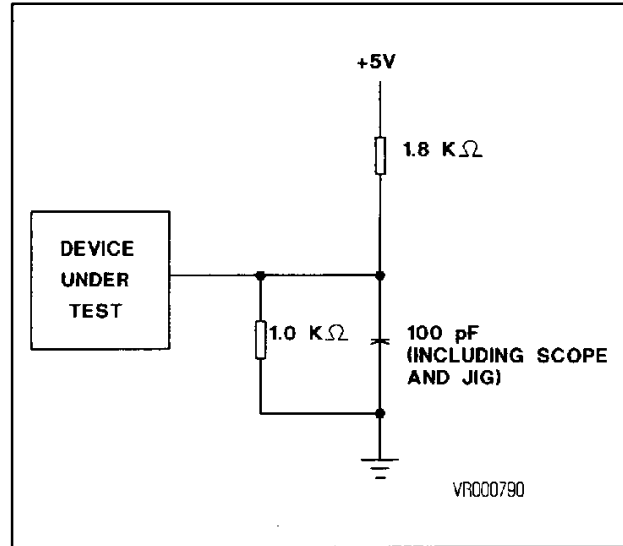 +5V
1.8 KΩ
DEVICE
UNDER
TEST
1.0 KΩ
100 pF
(INCLUDING SCOPE
AND JIG)
VR000790